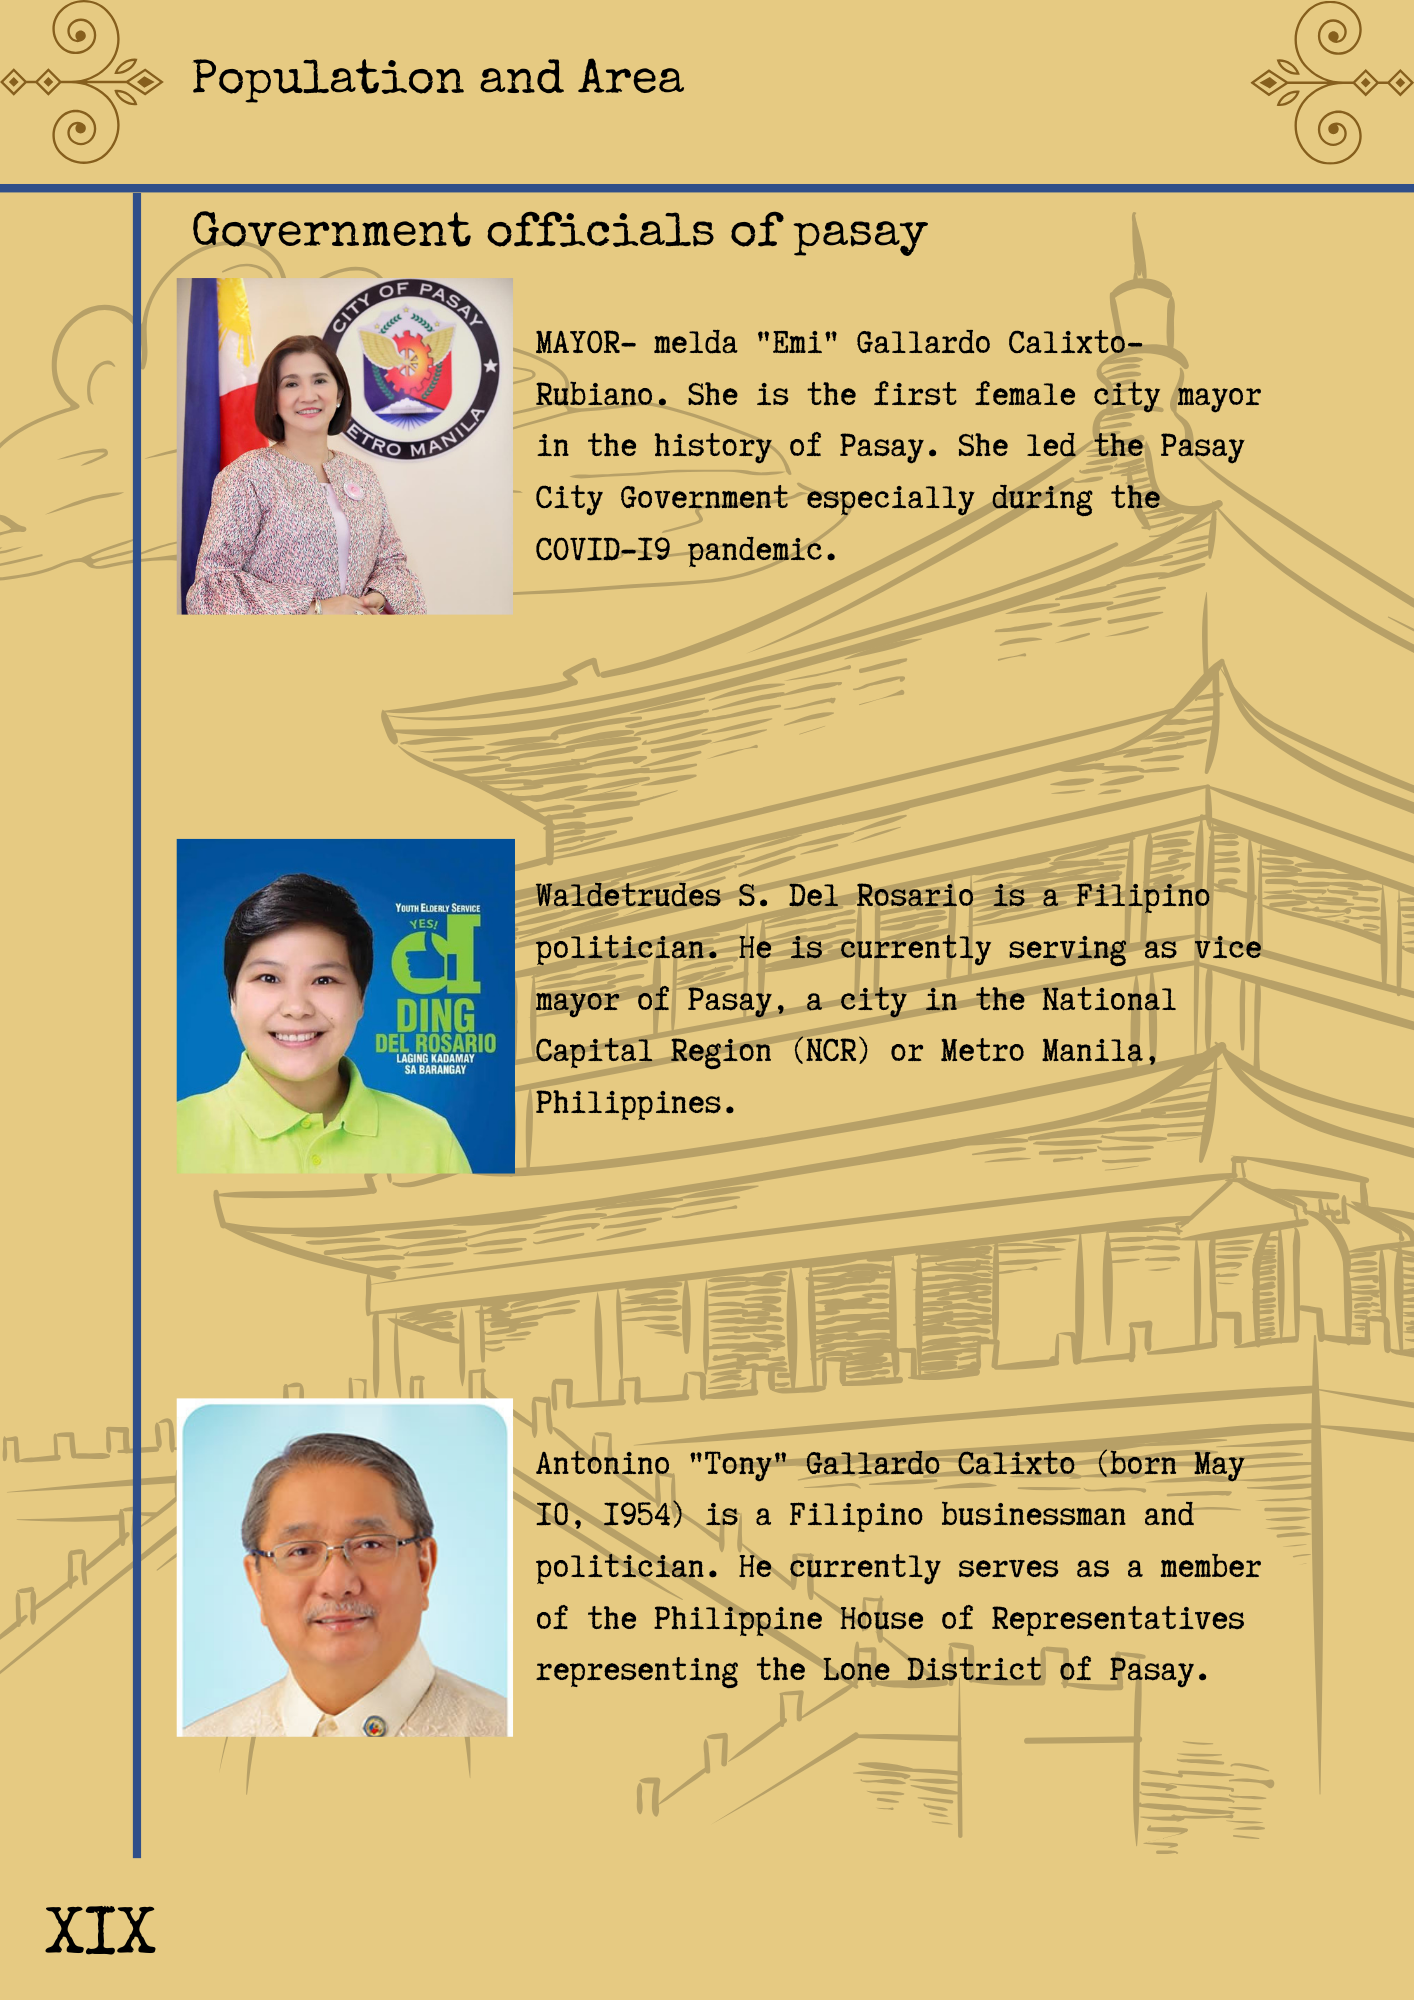 Population and Area
Government officials of pasay
CITY OF PASAY
METRO MANILA
MAYOR- melda "Emi" Gallardo Calixto-
Rubiano. She is the first female city mayor
in the history of Pasay. She led the Pasay
City Government especially during the
COVID-19 pandemic.
YOUTH ELDERLY SERVICE
YES!
d
DING
DEL ROSARIO
LAGING KADAMAY
SA BARANGAY
Waldetrudes S. Del Rosario is a Filipino
politician. He is currently serving as vice
mayor of Pasay, a city in the National
Capital Region (NCR) or Metro Manila,
Philippines.
Antonino "Tony" Gallardo Calixto (born May
10, 1954) is a Filipino businessman and
politician. He currently serves as a member
of the Philippine House of Representatives
representing the Lone District of Pasay.
XIX